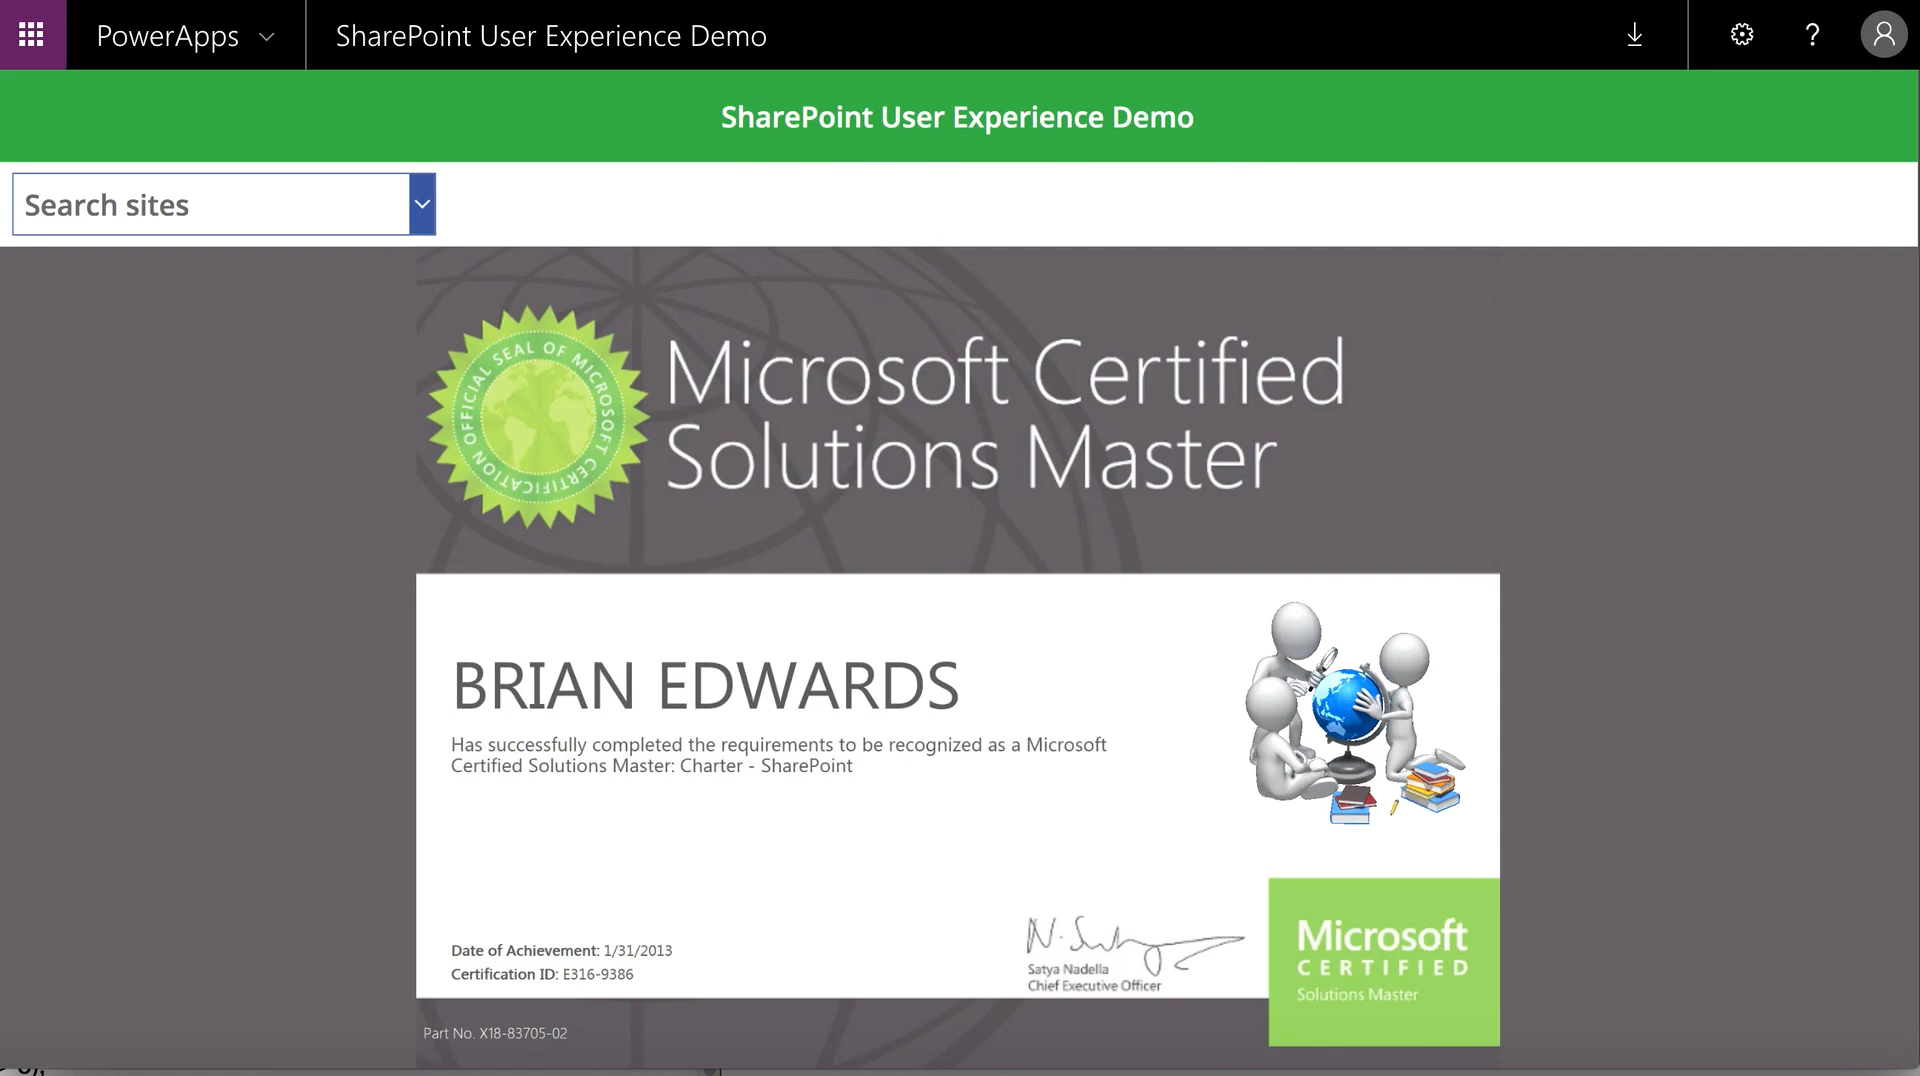 PowerApps
SharePoint User Experience Demo
?
SharePoint User Experience Demo
Search sites
OFFICIAL SEAL OF MICROSOFT CERTIFICATION
Microsoft Certified
Solutions Master
BRIAN EDWARDS
Has successfully completed the requirements to be recognized as a Microsoft
Certified Solutions Master: Charter - SharePoint
Date of Achievement: 1/31/2013
Certification ID: E316-9386
Satya Nadella
Chief Executive Officer
Microsoft
CERTIFIED
Solutions Master
Part No. X18-83705-02